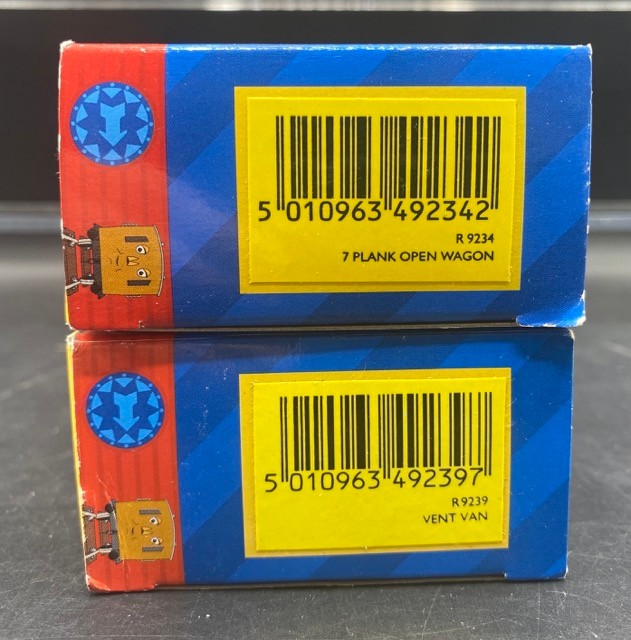 5 010963 492342
R 9234
7 PLANK OPEN WAGON
5 010963 492397
R 9239
VENT VAN